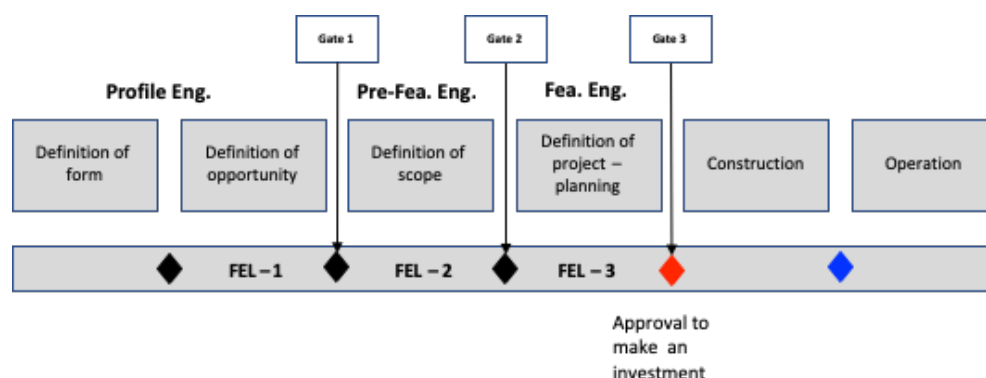 Gate 1
Gate 2
Gate 3
Profile Eng.
Pre-Fea. Eng.
Fea. Eng.
Definition of
form
Definition of
opportunity
Definition of
scope
Definition of
project –
planning
Construction
Operation
FEL – 1
FEL – 2
FEL – 3
Approval to
make an
investment